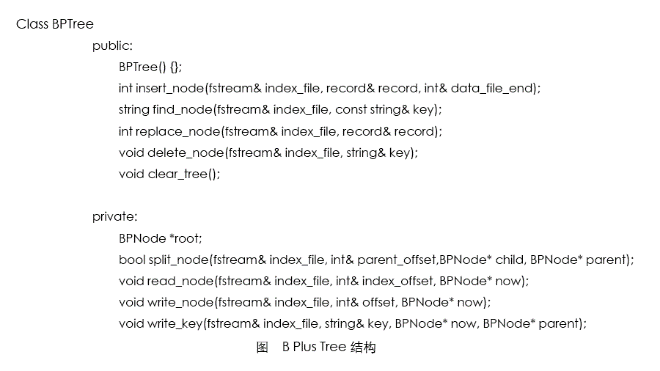 Class BPTree
public:
BPTree() {};
int insert_node(fstream& index_file, record& record, int& data_file_end);
string find_node(fstream& index_file, const string& key);
int replace_node(fstream& index_file, record& record);
void delete_node(fstream& index_file, string& key);
void clear_tree();
private:
BPNode *root;
bool split_node(fstream& index_file, int& parent_offset,BPNode* child, BPNode* parent);
void read_node(fstream& index_file, int& index_offset, BPNode* now);
void write_node(fstream& index_file, int& offset, BPNode* now);
void write_key(fstream& index_file, string& key, BPNode* now, BPNode* parent);
图 B Plus Tree 结构